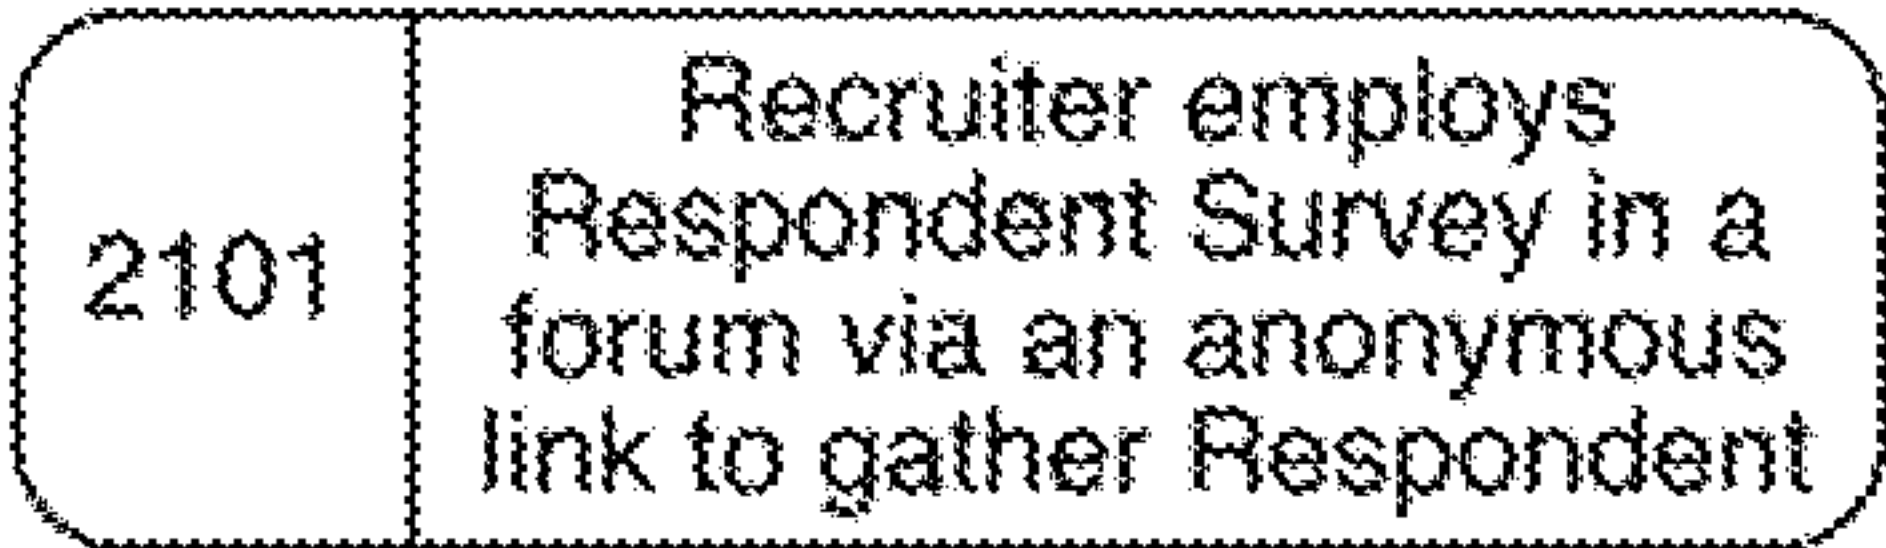 2101
Recruiter employs
Respondent Survey in a
forum via an anonymous
link to gather Respondent